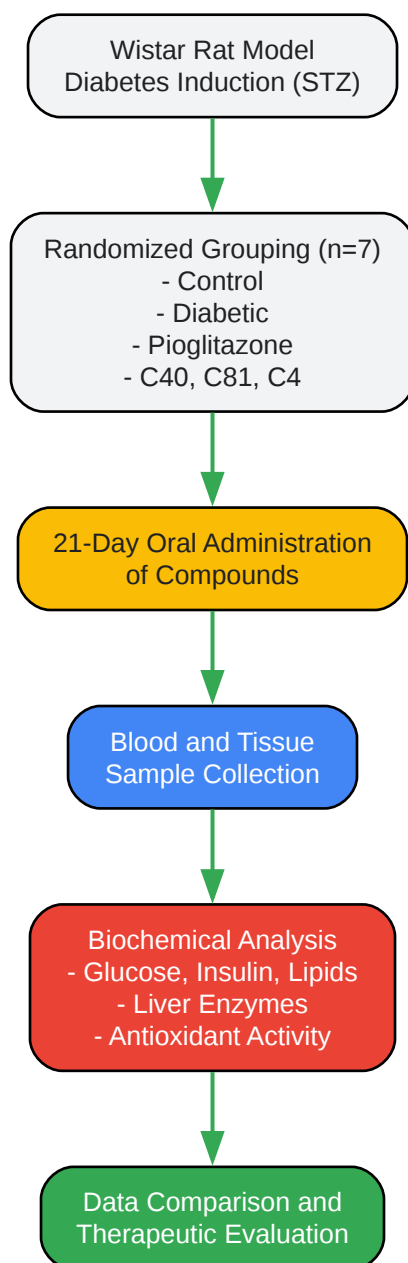 Wistar Rat Model
Diabetes Induction (STZ)
Randomized Grouping (n=7)
- Control
- Diabetic
- Pioglitazone
- C40, C81, C4
21-Day Oral Administration
of Compounds
Blood and Tissue
Sample Collection
Biochemical Analysis
- Glucose, Insulin, Lipids
- Liver Enzymes
- Antioxidant Activity
Data Comparison and
Therapeutic Evaluation